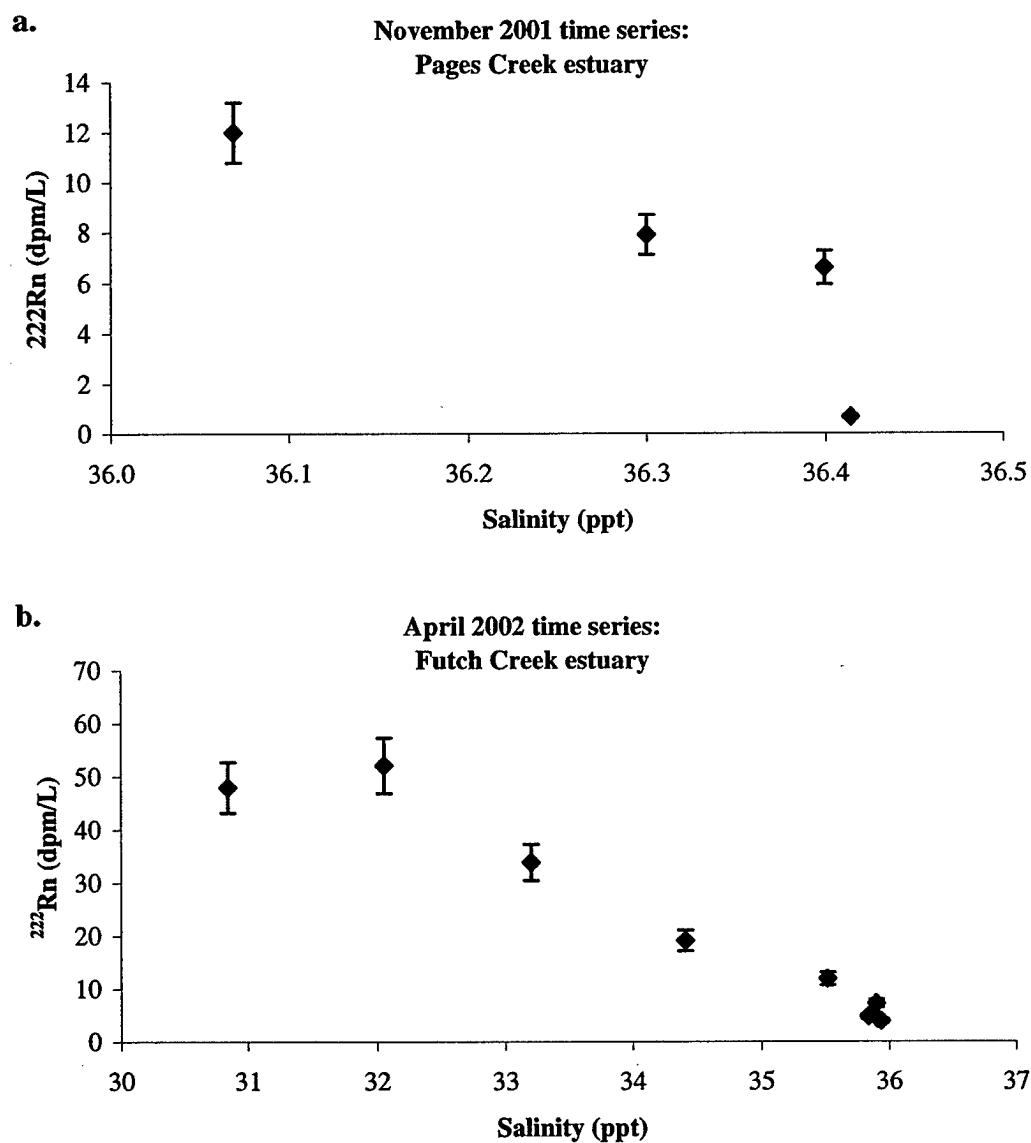 a.
November 2001 time series:
Pages Creek estuary
14
12
10
8
6
4
2
0
222Rn (dpm/L)
36.0 36.1 36.2 36.3 36.4 36.5
Salinity (ppt)
b.
April 2002 time series:
Futch Creek estuary
70
60
50
40
30
20
10
0
²²²Rn (dpm/L)
30 31 32 33 34 35 36 37
Salinity (ppt)